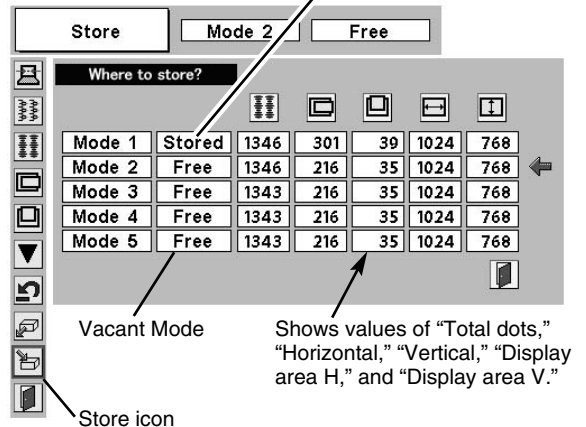 Store Mode 2 Free
Where to store?
Mode 1 Stored 1346 301 39 1024 768
Mode 2 Free 1346 216 35 1024 768
Mode 3 Free 1343 216 35 1024 768
Mode 4 Free 1343 216 35 1024 768
Mode 5 Free 1343 216 35 1024 768
Vacant Mode
Shows values of “Total dots,”
“Horizontal,” “Vertical,” “Display
area H,” and “Display area V.”
Store icon